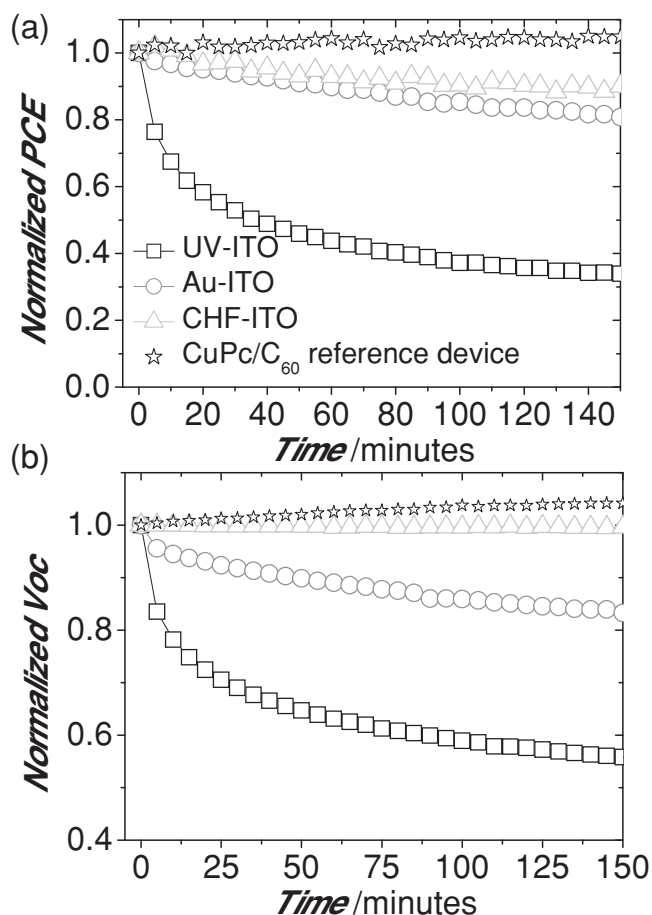 (a)
Normalized PCE
1.0
0.8
0.6
0.4
0.2
0.0
UV-ITO
Au-ITO
CHF-ITO
CuPc/C₆₀ reference device
0 20 40 60 80 100 120 140
Time /minutes
(b)
Normalized Voc
1.0
0.8
0.6
0.4
0 25 50 75 100 125 150
Time /minutes